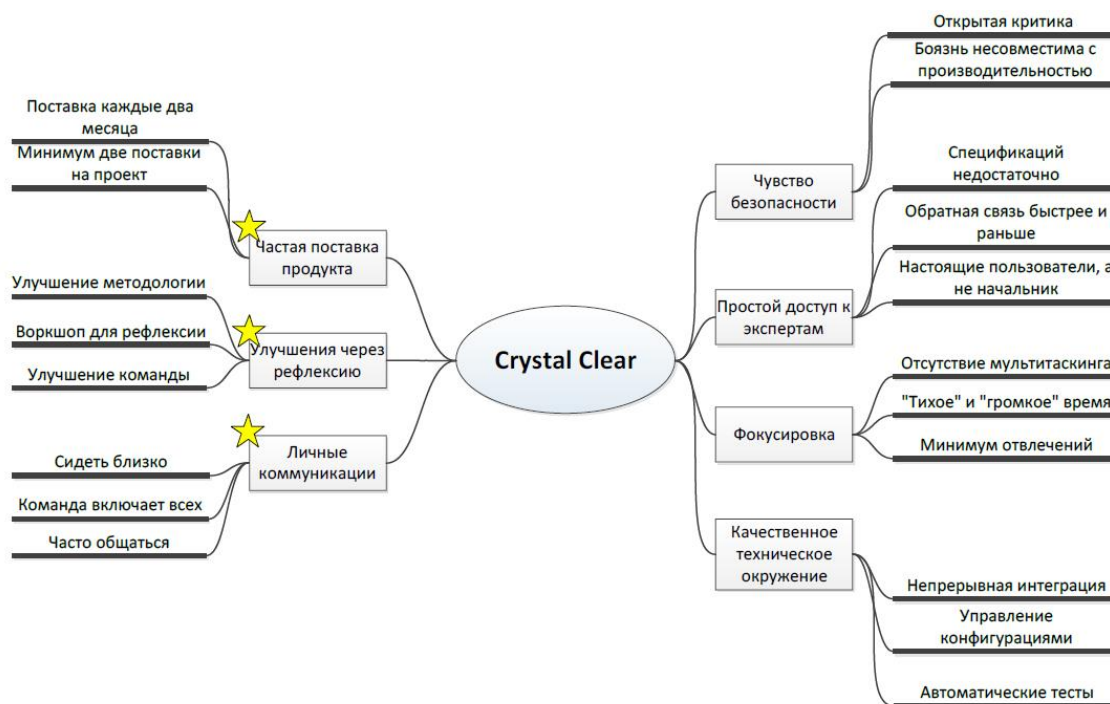 Поставка каждые два
месяца
Минимум две поставки
на проект
Частая поставка
продукта
Улучшение методологии
Воркшоп для рефлексии
Улучшение команды
Улучшения через
рефлексию
Сидеть близко
Команда включает всех
Часто общаться
Личные
коммуникации
Crystal Clear
Открытая критика
Боязнь несовместима с
производительностью
Чувство
безопасности
Спецификаций
недостаточно
Обратная связь быстрее и
раньше
Настоящие пользователи, а
не начальник
Простой доступ к
экспертам
Отсутствие мультитаскинга
"Тихое" и "громкое" время
Минимум отвлечений
Фокусировка
Качественное
техническое
окружение
Непрерывная интеграция
Управление
конфигурациями
Автоматические тесты